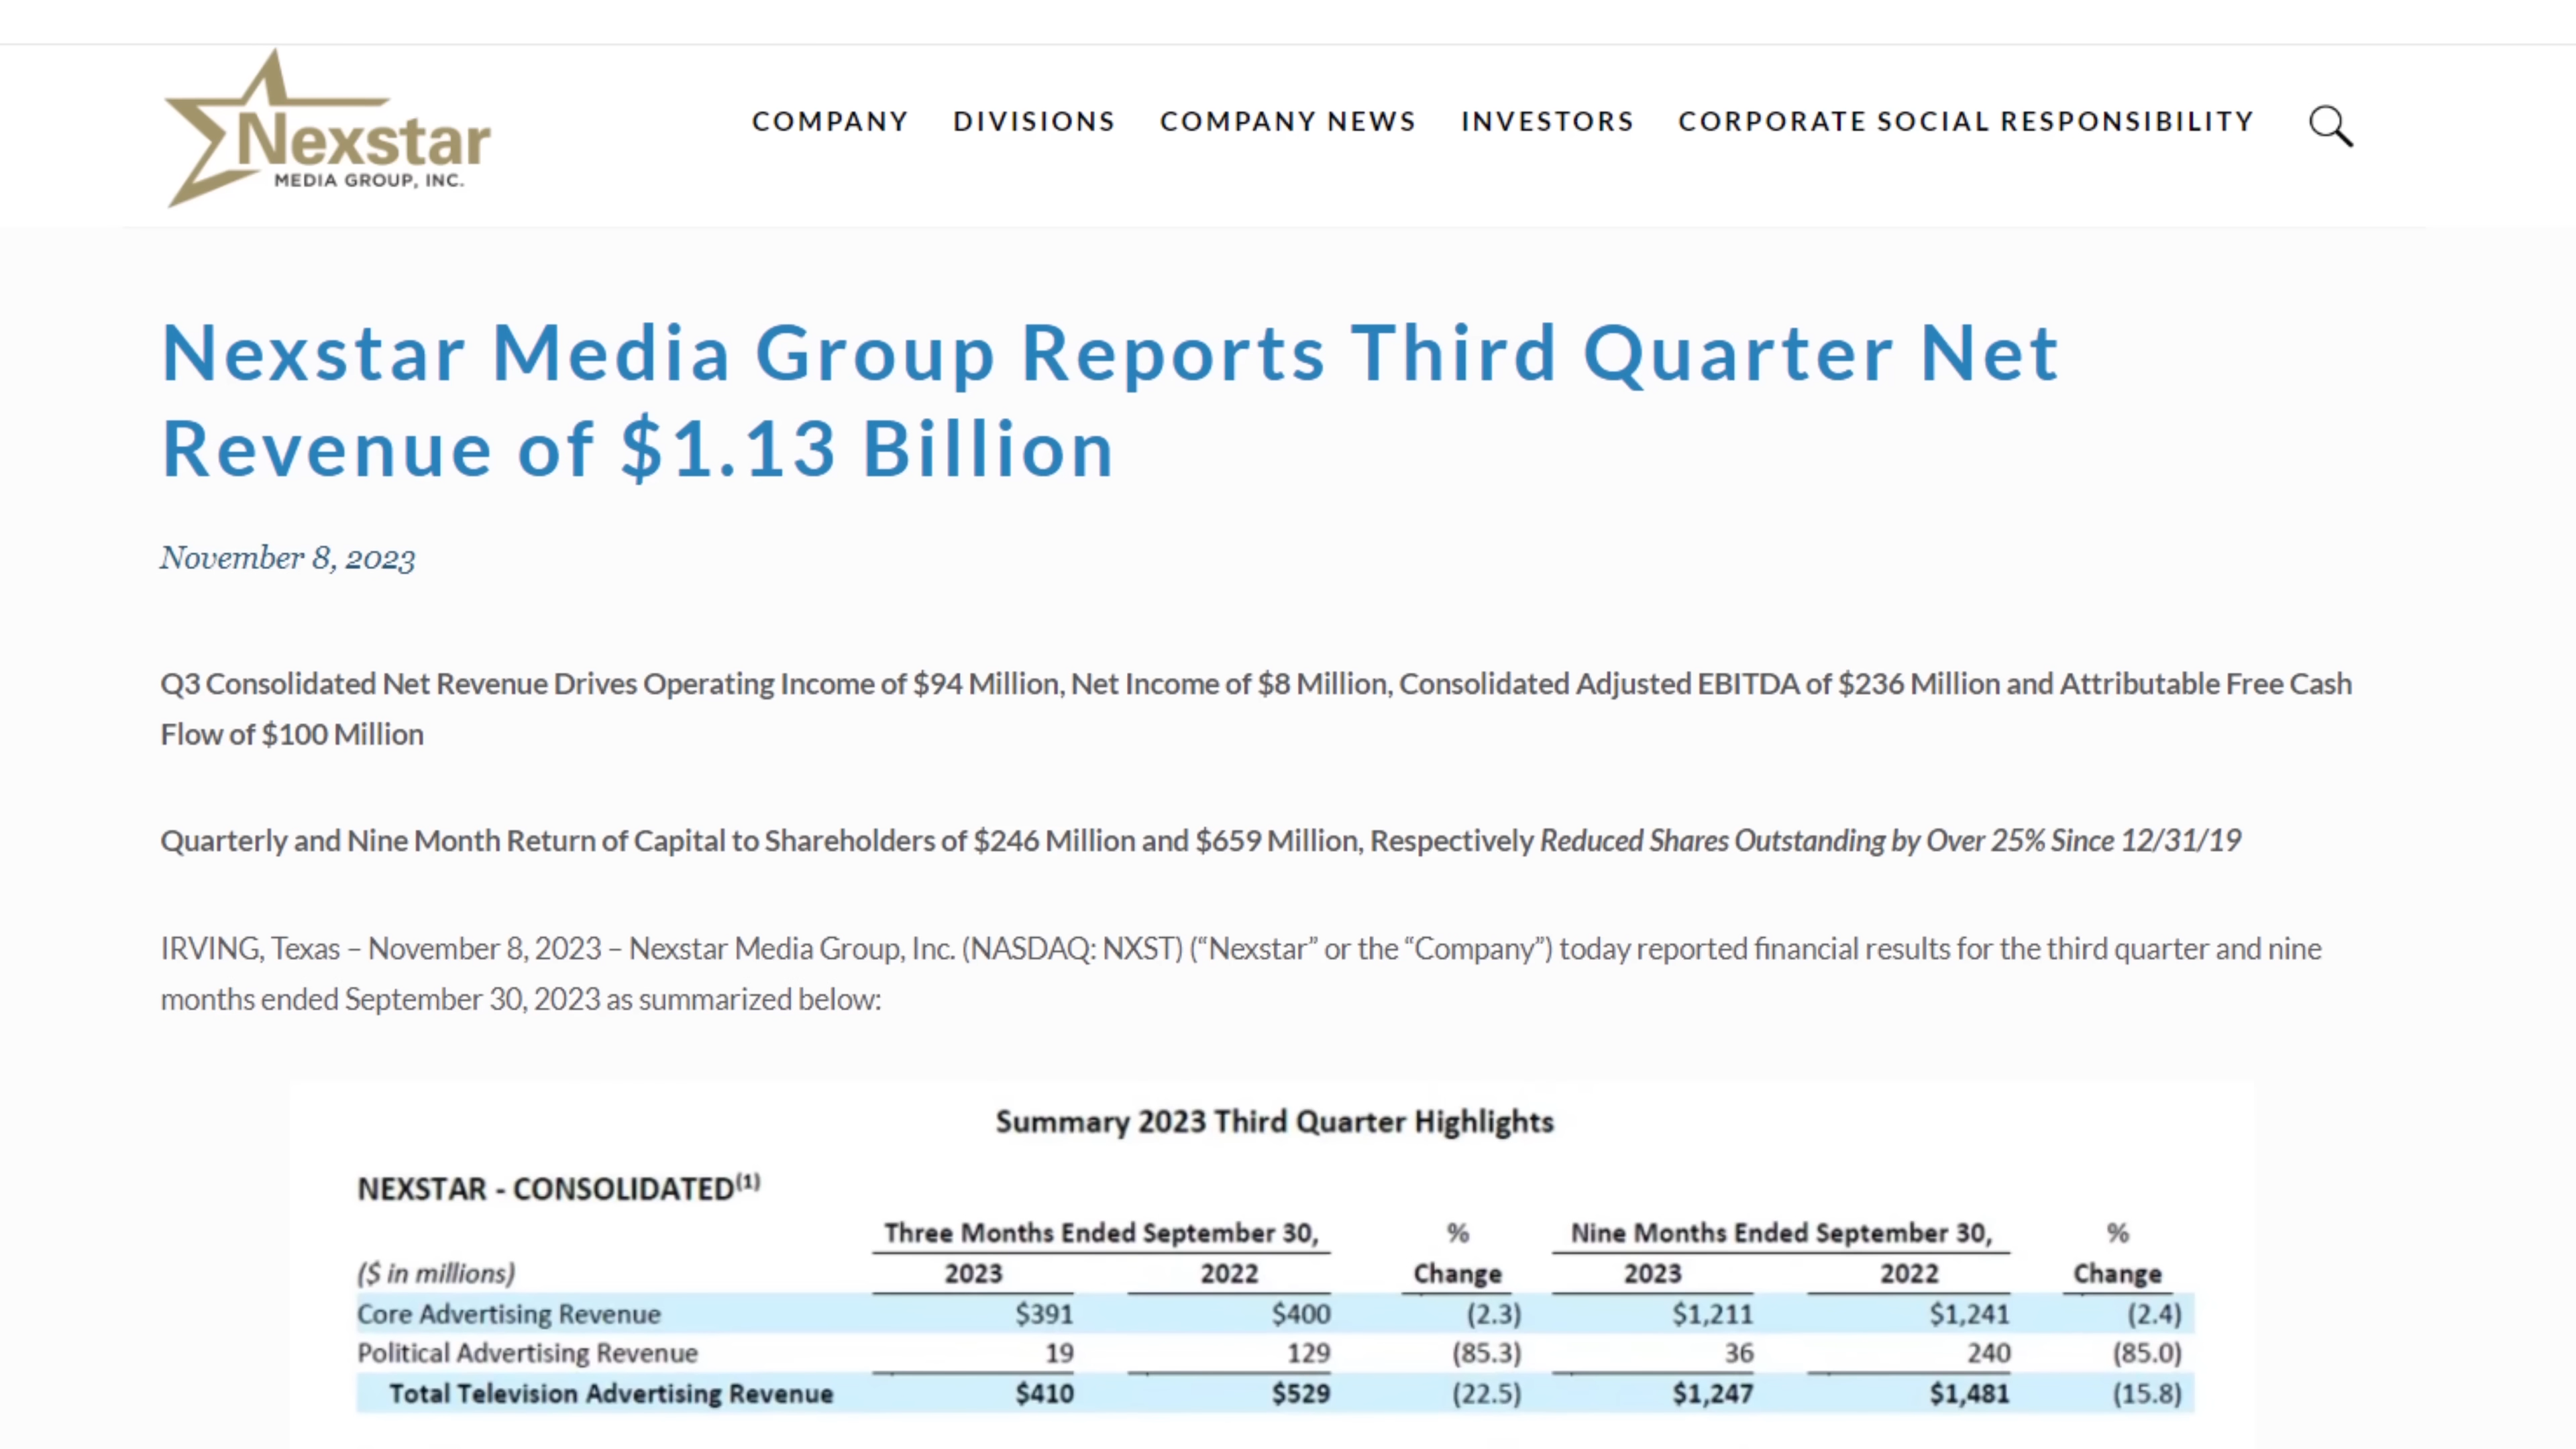 Nexstar
MEDIA GROUP, INC.
COMPANY DIVISIONS COMPANY NEWS INVESTORS CORPORATE SOCIAL RESPONSIBILITY
Nexstar Media Group Reports Third Quarter Net
Revenue of $1.13 Billion
November 8, 2023
Q3 Consolidated Net Revenue Drives Operating Income of $94 Million, Net Income of $8 Million, Consolidated Adjusted EBITDA of $236 Million and Attributable Free Cash
Flow of $100 Million
Quarterly and Nine Month Return of Capital to Shareholders of $246 Million and $659 Million, Respectively Reduced Shares Outstanding by Over 25% Since 12/31/19
IRVING, Texas – November 8, 2023 – Nexstar Media Group, Inc. (NASDAQ: NXST) (“Nexstar” or the “Company”) today reported financial results for the third quarter and nine
months ended September 30, 2023 as summarized below:
Summary 2023 Third Quarter Highlights
NEXSTAR - CONSOLIDATED(1)
Three Months Ended September 30, % Nine Months Ended September 30, %
($ in millions) 2023 2022 Change 2023 2022 Change
Core Advertising Revenue $391 $400 (2.3) $1,211 $1,241 (2.4)
Political Advertising Revenue 19 129 (85.3) 36 240 (85.0)
Total Television Advertising Revenue $410 $529 (22.5) $1,247 $1,481 (15.8)